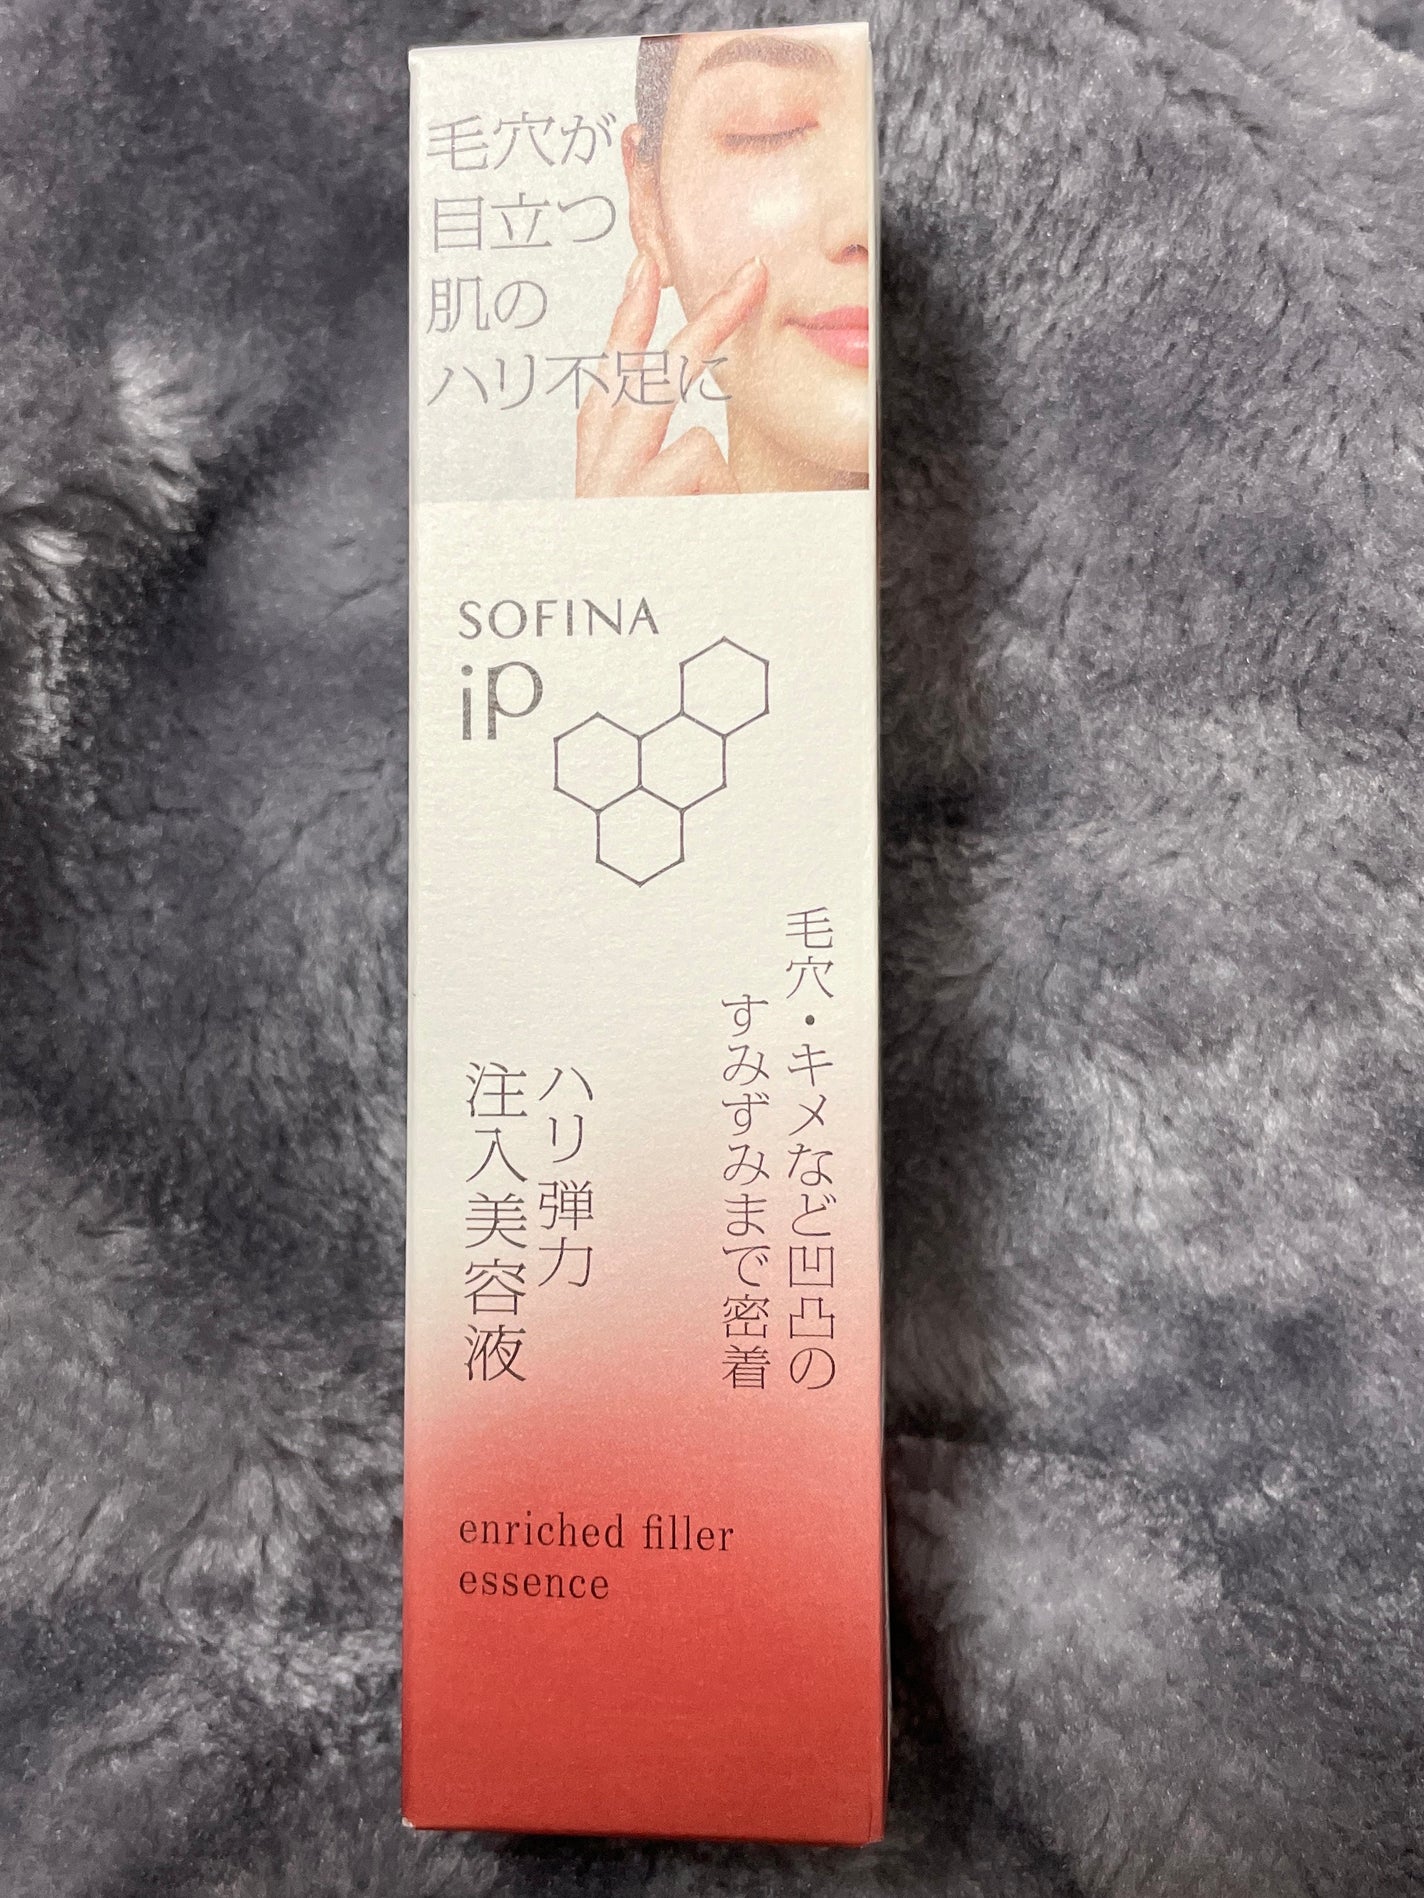 毛穴が
目立つ
肌の
ハリ不足に
SOFINA
iP
毛穴・キメなど凹凸の
すみずみまで密着
ハリ弾力
注入美容液
enriched filler
essence